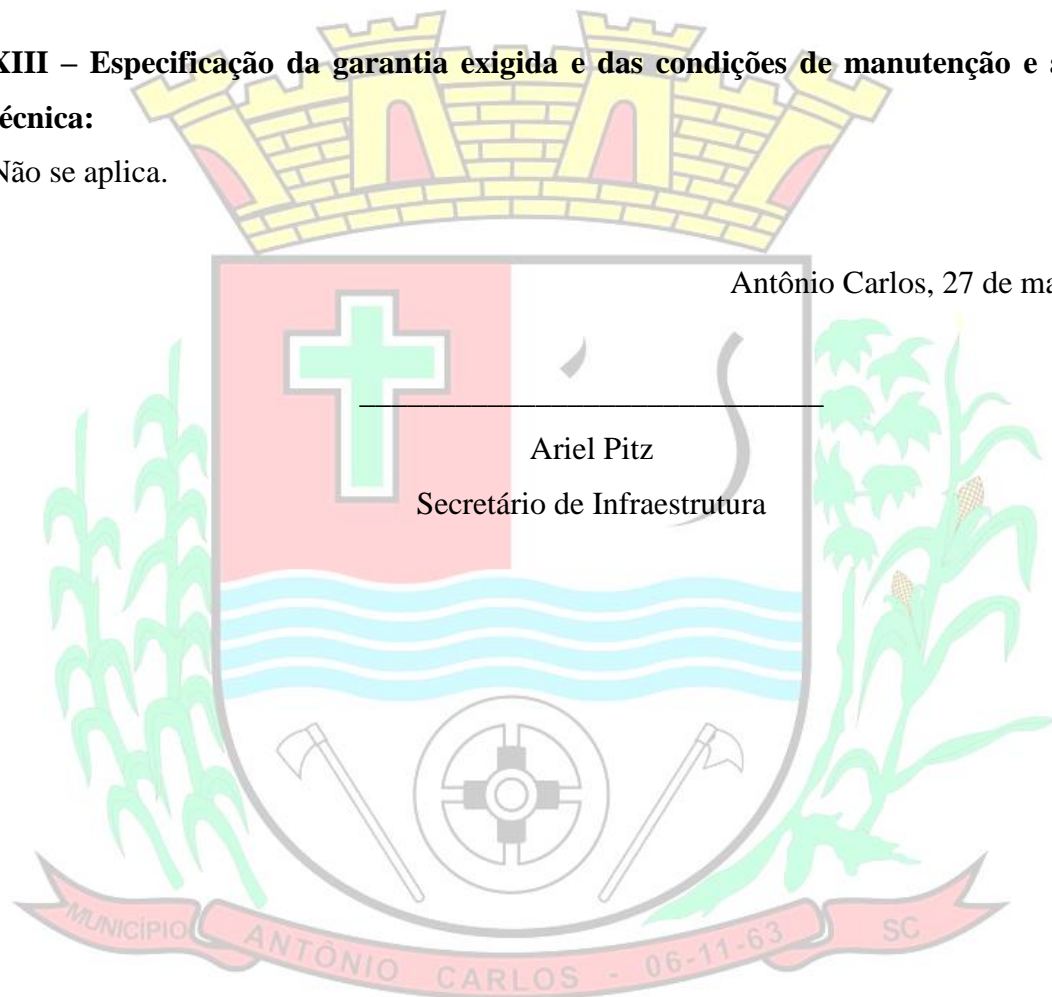 XIII – Especificação da garantia exigida e das condições de manutenção e a
técnica:
Não se aplica.
Antônio Carlos, 27 de ma
Ariel Pitz
Secretário de Infraestrutura
MUNICÍPIO ANTÔNIO CARLOS - 06-11-63 SC